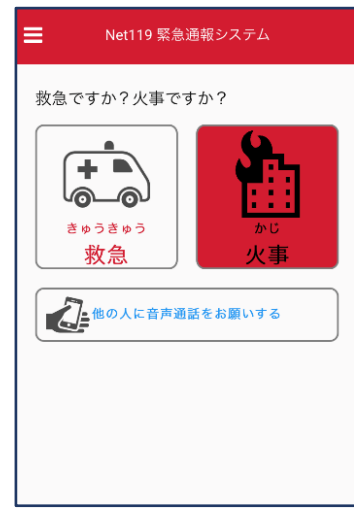 Net119 緊急通報システム
救急ですか？火事ですか？
きゅうきゅう
救急
かじ
火事
他の人に音声通話をお願いする